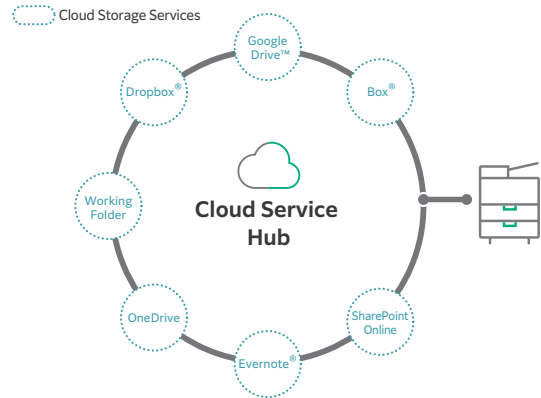 Cloud Storage Services
Google
Drive™
Dropbox®
Box®
Working
Folder
Cloud Service
Hub
OneDrive
SharePoint
Online
Evernote®